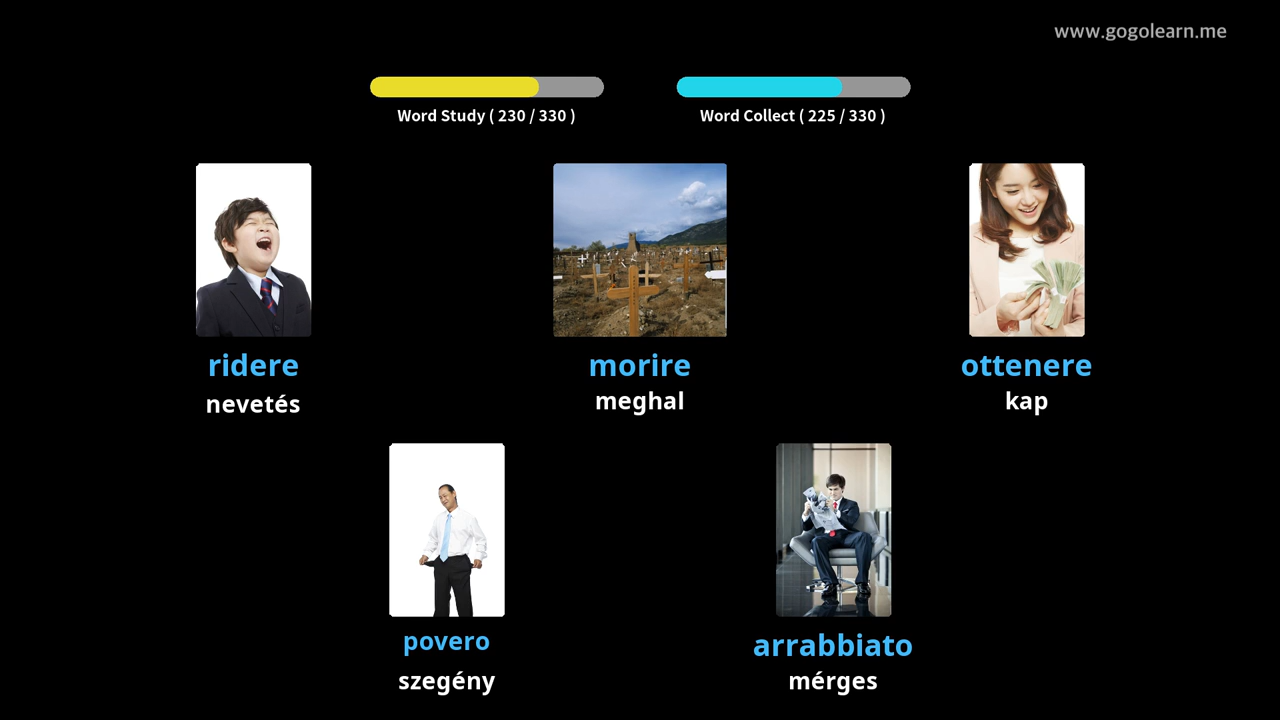 www.gogolearn.me
Word Study ( 230 / 330 )
Word Collect ( 225 / 330 )
ridere
nevetés
morire
meghal
ottenere
kap
povero
szegény
arrabbiato
mérges